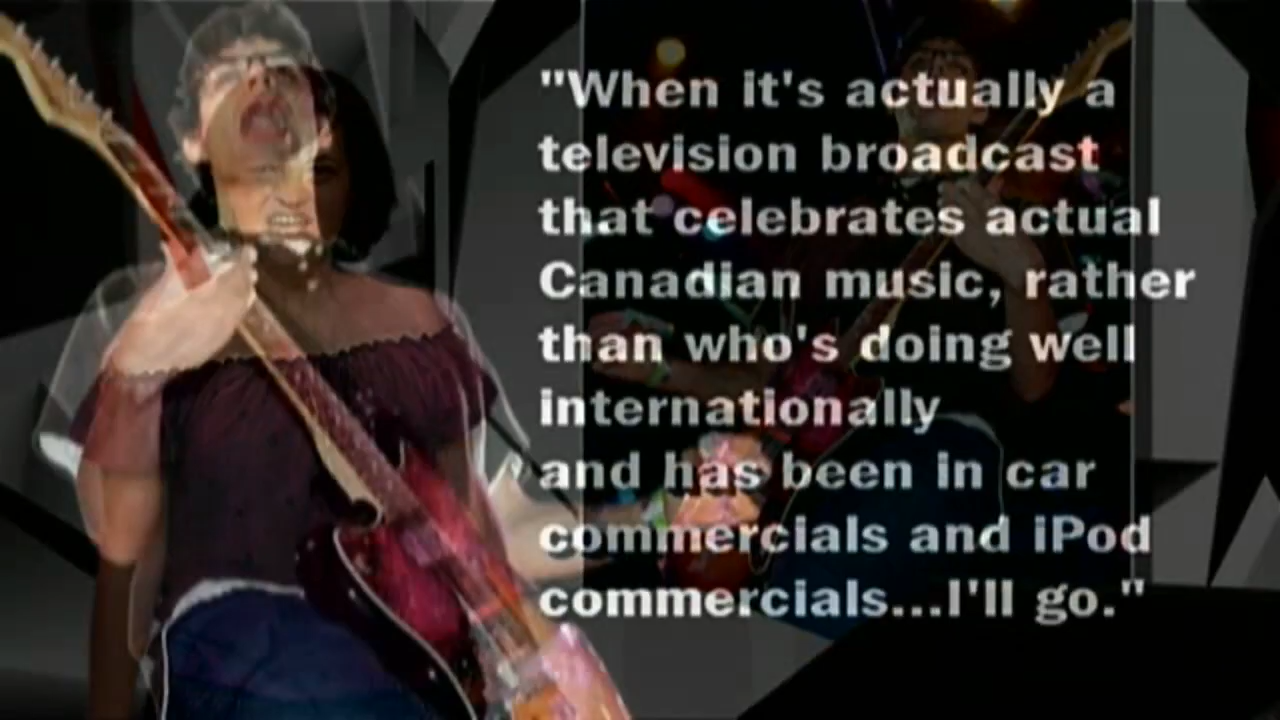 "When it's actually a
television broadcast
that celebrates actual
Canadian music, rather
than who's doing well
internationally
and has been in car
commercials and iPod
commercials...I'll go."